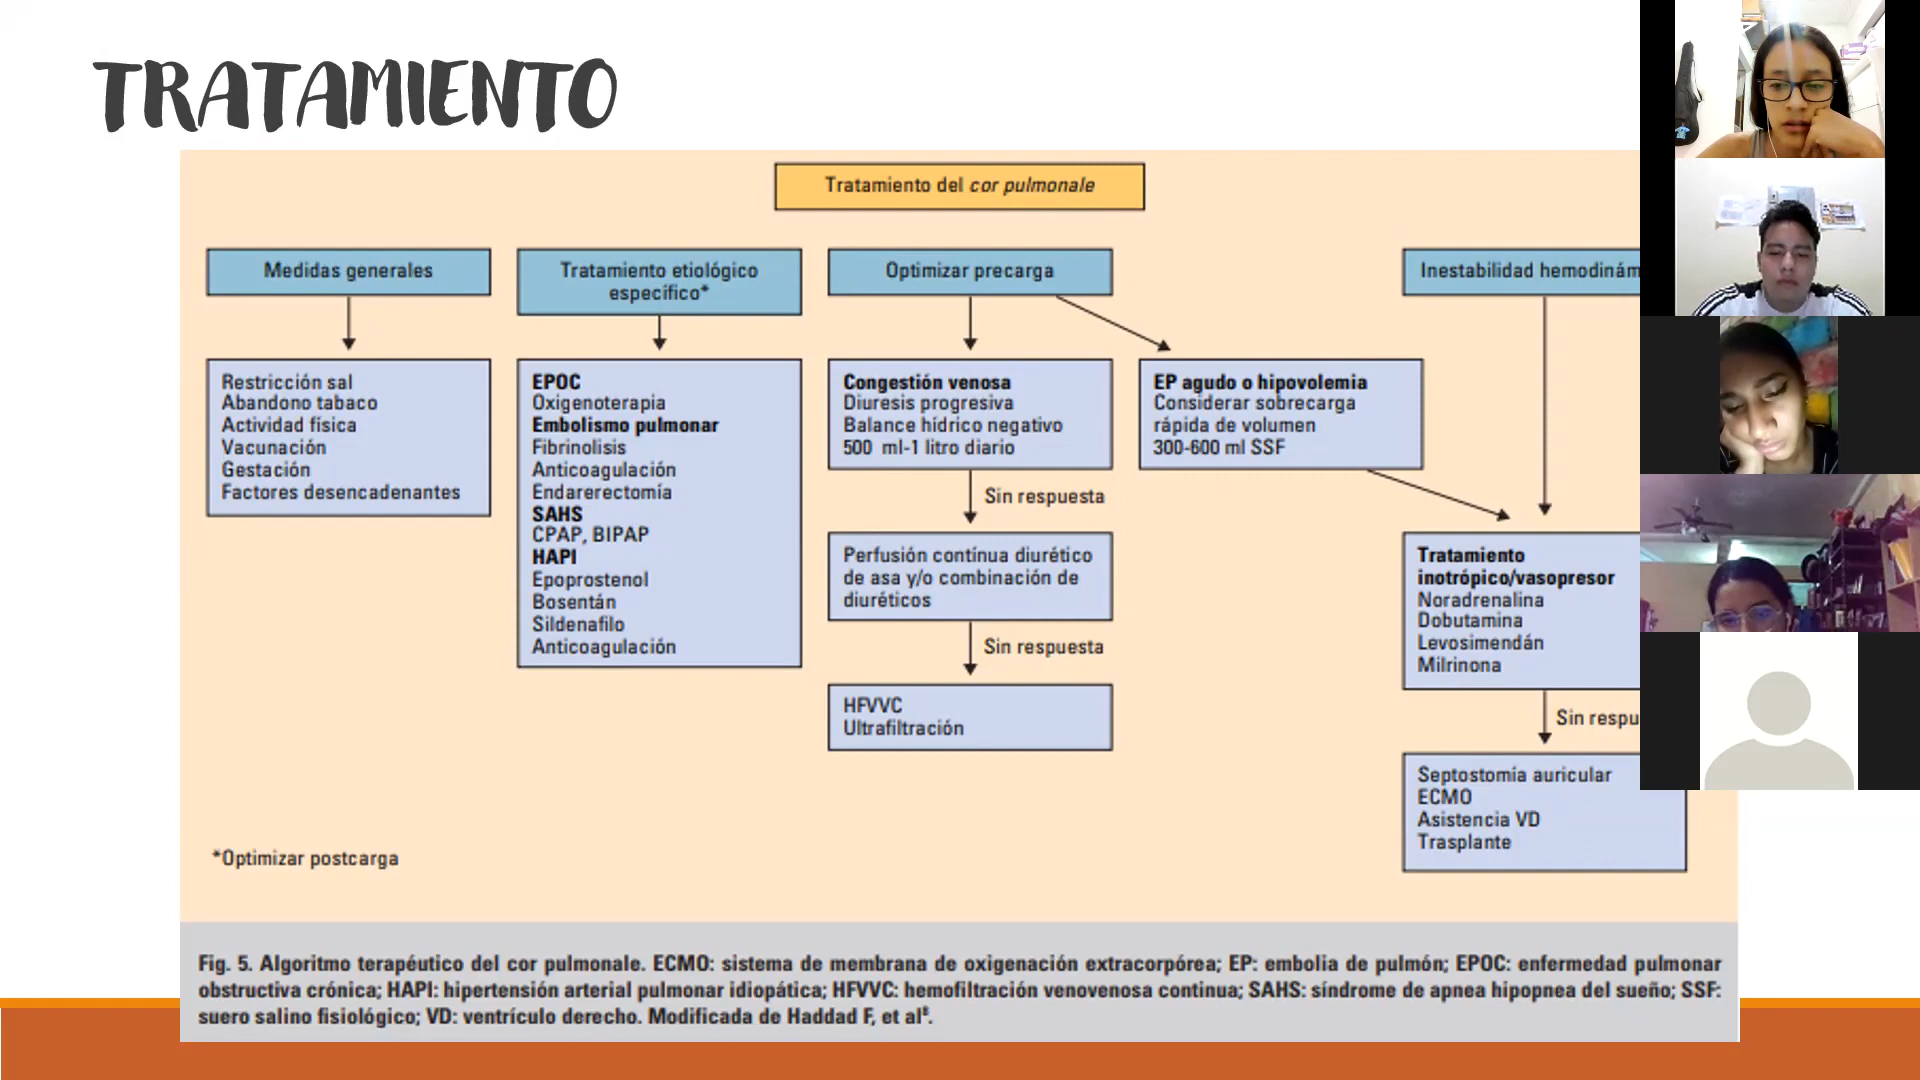 TRATAMIENTO
Tratamiento del cor pulmonale
Medidas generales
Restricción sal
Abandono tabaco
Actividad física
Vacunación
Gestación
Factores desencadenantes
Tratamiento etiológico
específico*
EPOC
Oxigenoterapia
Embolismo pulmonar
Fibrinolisis
Anticoagulación
Endarerectomía
SAHS
CPAP, BIPAP
HAPI
Epoprostenol
Bosentán
Sildenafilo
Anticoagulación
Optimizar precarga
Congestión venosa
Diuresis progresiva
Balance hídrico negativo
500 ml-1 litro diario
Sin respuesta
Perfusión contínua diurético
de asa y/o combinación de
diuréticos
Sin respuesta
HFVVC
Ultrafiltración
EP agudo o hipovolemia
Considerar sobrecarga
rápida de volumen
300-600 ml SSF
Inestabilidad hemodinám
Tratamiento
inotrópico/vasopresor
Noradrenalina
Dobutamina
Levosimendán
Milrinona
Sin respu
Septostomía auricular
ECMO
Asistencia VD
Trasplante
*Optimizar postcarga
Fig. 5. Algoritmo terapéutico del cor pulmonale. ECMO: sistema de membrana de oxigenación extracorpórea; EP: embolia de pulmón; EPOC: enfermedad pulmonar
obstructiva crónica; HAPI: hipertensión arterial pulmonar idiopática; HFVVC: hemofiltración venovenosa continua; SAHS: síndrome de apnea hipopnea del sueño; SSF:
suero salino fisiológico; VD: ventrículo derecho. Modificada de Haddad F, et al⁸.